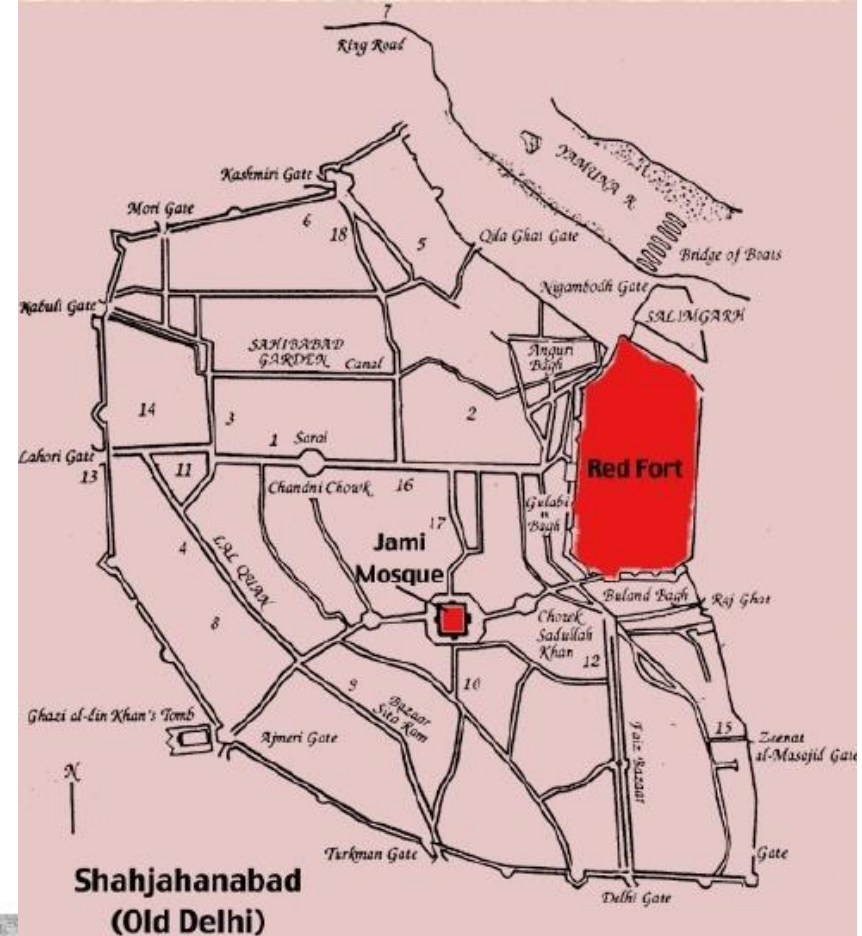 7
Ring Road
YAMUNA R
Kashmiri Gate
Mori Gate
6
18
5
Qila Ghat Gate
Bridge of Boats
Nigambodh Gate
Kabuli Gate
SALIMGARH
SAHIBABAD
GARDEN
Canal
Anguri
Bagh
14
3
2
1
Sarai
Lahori Gate
13
11
Chandni Chowk
16
Red Fort
Gulabi
n
Bagh
17
4
LAL QUAN
Jami
Mosque
Buland Bagh
Raj Ghat
8
Chowk
Sadullah
Khan
12
9
10
Bazaar
Sita Ram
Ghazi al-din Khan's Tomb
Ajmeri Gate
Faiz Bazaar
15
Zeenat
al-Masajid Gate
N
Turkman Gate
Gate
Delhi Gate
Shahjahanabad
(Old Delhi)